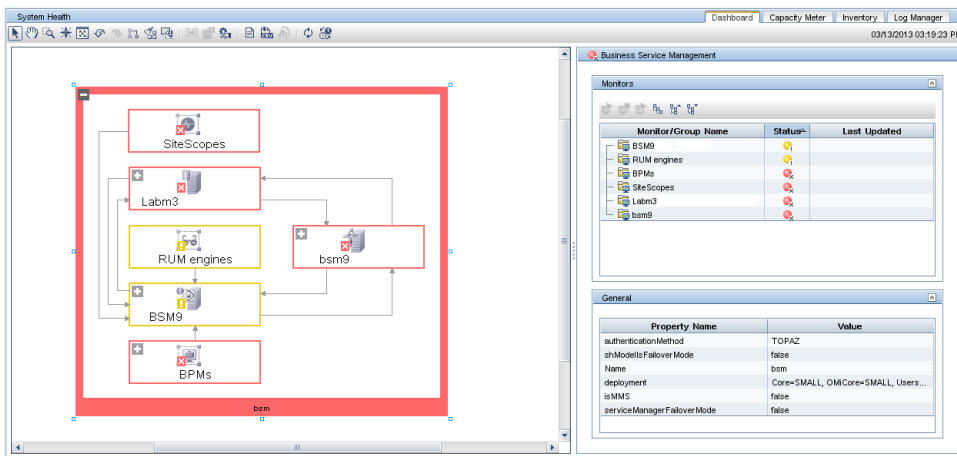 System Health
Dashboard
Capacity Meter
Inventory
Log Manager
03/13/2013 03:19:23 P
SiteScopes
Labm3
RUM engines
bsm9
BSM9
BPMs
bsm
Business Service Management
Monitors
Monitor/Group Name Status Last Updated
BSM9
RUM engines
BPMs
SiteScopes
Labm3
bsm9
General
Property Name Value
authenticationMethod TOPAZ
shModelIsFailoverMode false
Name bsm
deployment Core=SMALL, OMiCore=SMALL, Users...
isMMS false
serviceManagerFailoverMode false